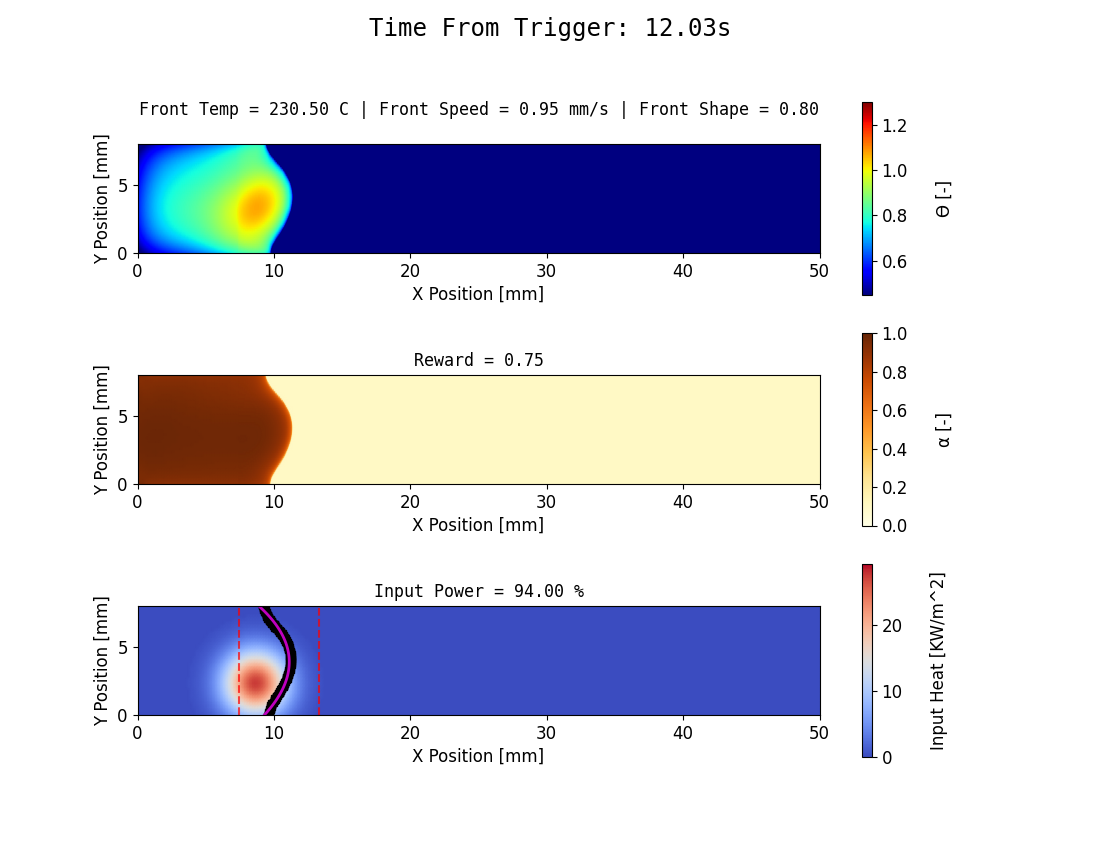 Time From Trigger: 12.03s
Front Temp = 230.50 C | Front Speed = 0.95 mm/s | Front Shape = 0.80
Y Position [mm]
5
0
0 10 20 30 40 50
X Position [mm]
1.2
1.0
0.8
0.6
Θ [-]
Reward = 0.75
Y Position [mm]
5
0
0 10 20 30 40 50
X Position [mm]
1.0
0.8
0.6
0.4
0.2
0.0
α [-]
Input Power = 94.00 %
Y Position [mm]
5
0
0 10 20 30 40 50
X Position [mm]
20
10
0
Input Heat [KW/m^2]